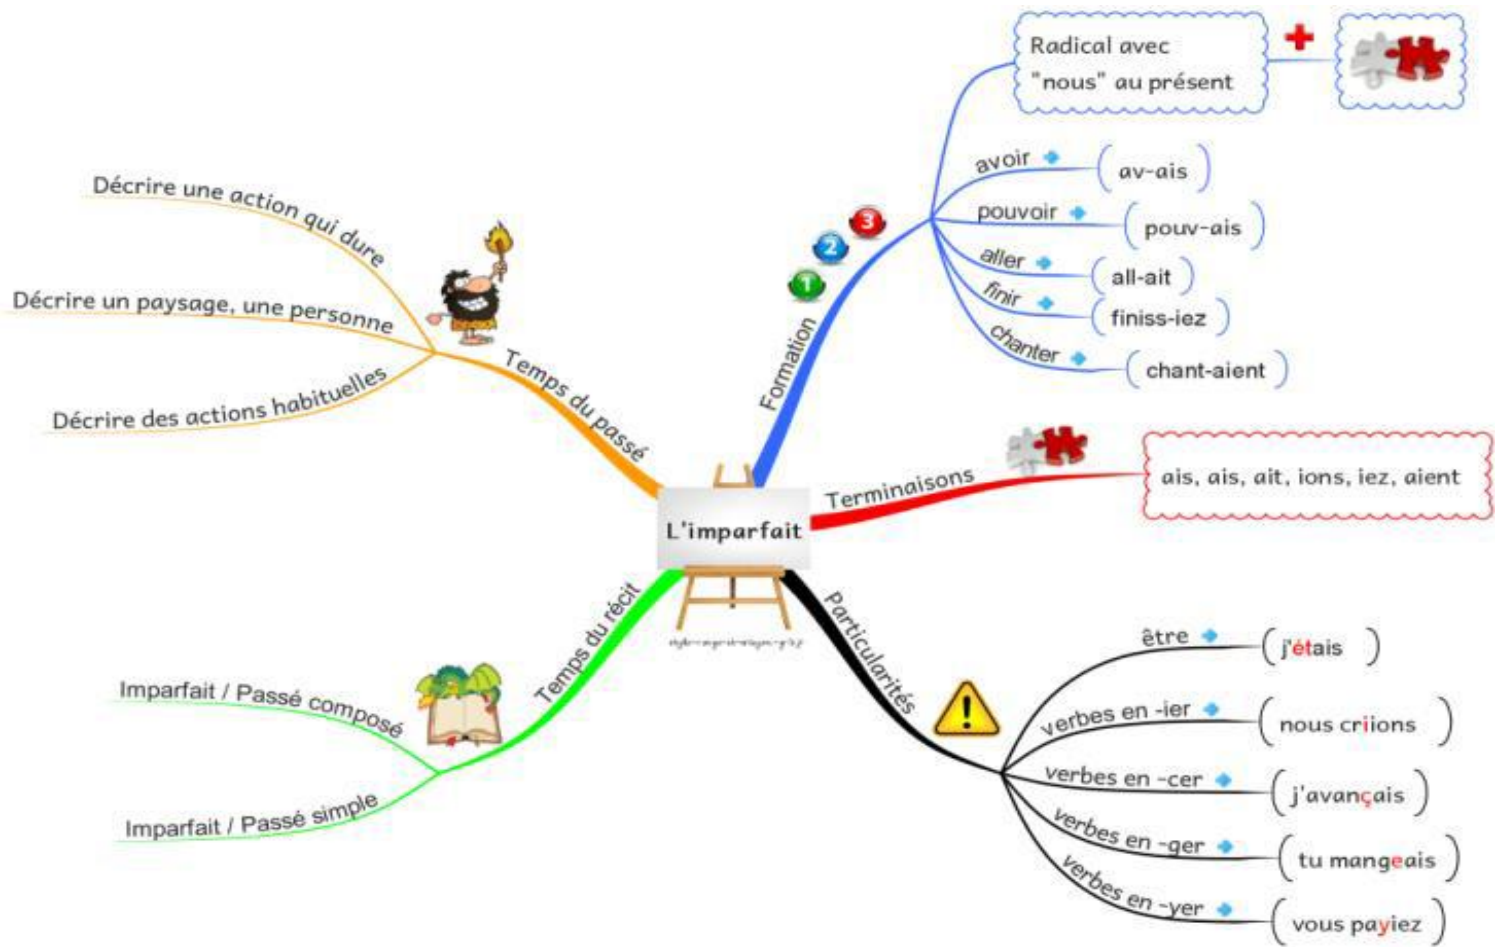 L'imparfait
Formation
1
2
3
Radical avec
"nous" au présent
avoir
av-ais
pouvoir
pouv-ais
aller
all-ait
finir
finiss-iez
chanter
chant-aient
Terminaisons
ais, ais, ait, ions, iez, aient
Particularités
être
j'étais
verbes en -ier
nous criions
verbes en -cer
j'avançais
verbes en -ger
tu mangeais
verbes en -yer
vous payiez
Temps du récit
Imparfait / Passé composé
Imparfait / Passé simple
Temps du passé
Décrire une action qui dure
Décrire un paysage, une personne
Décrire des actions habituelles